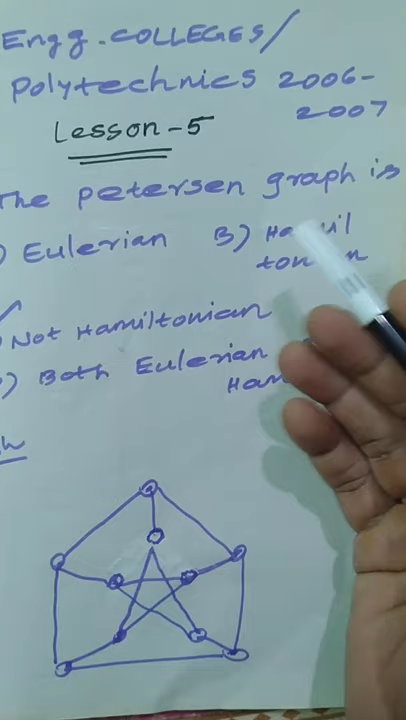 Engg. COLLEGES/
Polytechnics 2006-
2007
Lesson-5
The petersen graph is
) Eulerian B)
Not Hamiltonian
) Both Eulerian